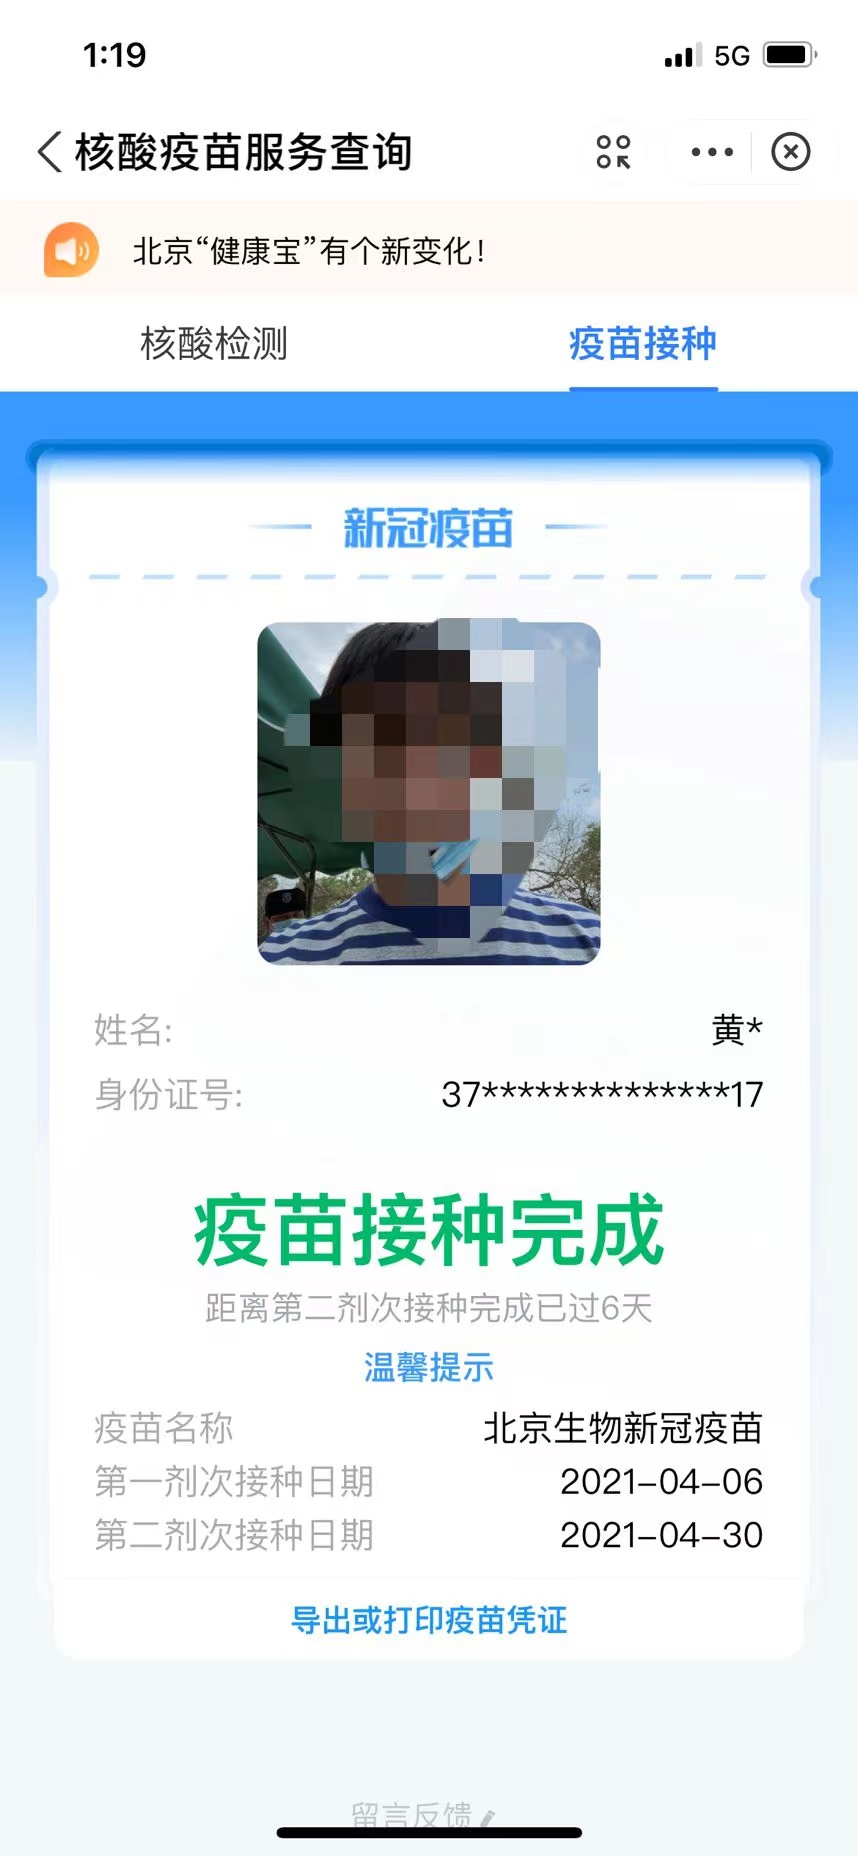 1:19 5G
核酸疫苗服务查询
北京“健康宝”有个新变化!
核酸检测 疫苗接种
新冠疫苗
姓名: 黄*
身份证号: 37**************17
疫苗接种完成
距离第二剂次接种完成已过6天
温馨提示
疫苗名称 北京生物新冠疫苗
第一剂次接种日期 2021-04-06
第二剂次接种日期 2021-04-30
导出或打印疫苗凭证
留言反馈